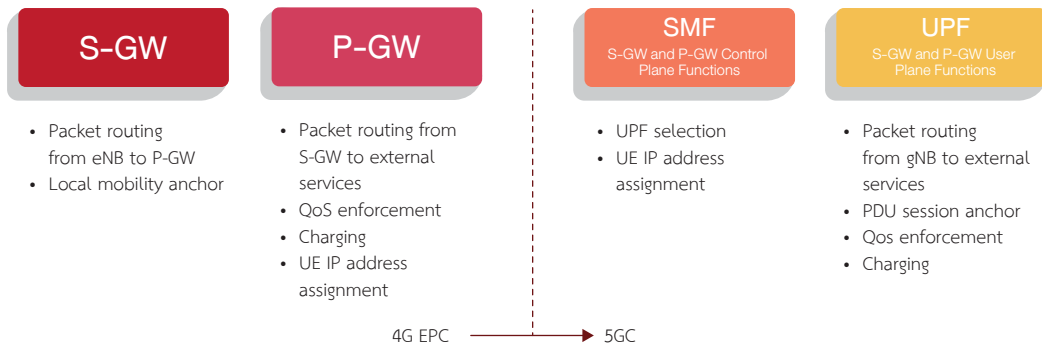 S-GW
• Packet routing
from eNB to P-GW
• Local mobility anchor
P-GW
• Packet routing from
S-GW to external
services
• QoS enforcement
• Charging
• UE IP address
assignment
SMF
S-GW and P-GW Control
Plane Functions
• UPF selection
• UE IP address
assignment
UPF
S-GW and P-GW User
Plane Functions
• Packet routing
from gNB to external
services
• PDU session anchor
• Qos enforcement
• Charging
4G EPC
5GC